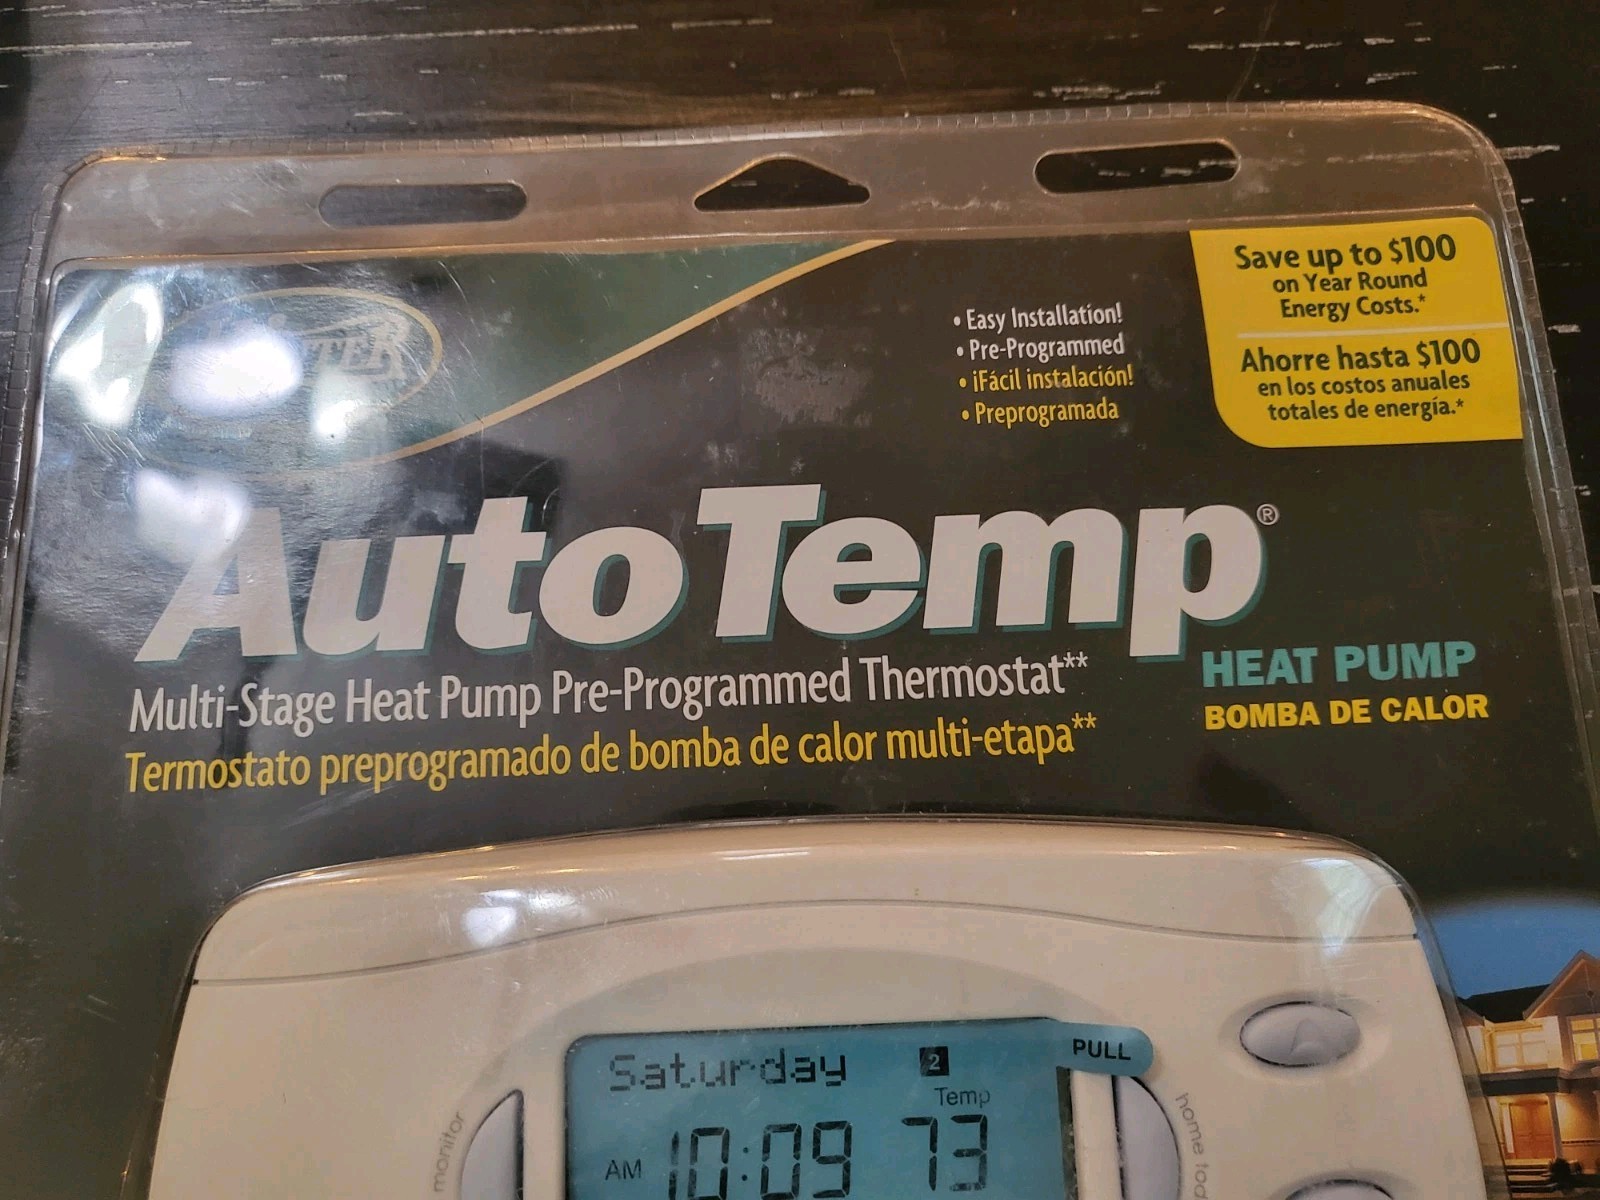 • Easy Installation!
• Pre-Programmed
• ¡Fácil instalación!
• Preprogramada
Save up to $100
on Year Round
Energy Costs.*
Ahorre hasta $100
en los costos anuales
totales de energía.*
AutoTemp®
Multi-Stage Heat Pump Pre-Programmed Thermostat**
Termostato preprogramado de bomba de calor multi-etapa**
HEAT PUMP
BOMBA DE CALOR
Saturday 2
PULL
Temp
AM 10:09 73
monitor
home